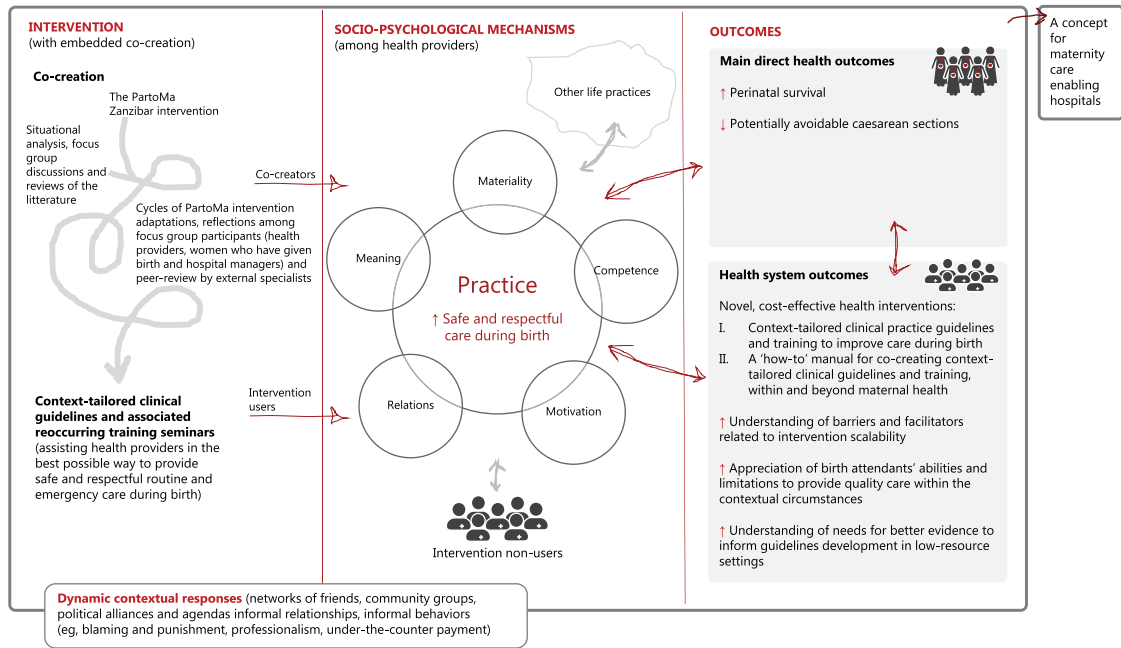 INTERVENTION
(with embedded co-creation)
Co-creation
The PartoMa
Zanzibar intervention
Situational
analysis, focus
group
discussions and
reviews of the
litterature
Cycles of PartoMa intervention
adaptations, reflections among
focus group participants (health
providers, women who have given
birth and hospital managers) and
peer-review by external specialists
Context-tailored clinical
guidelines and associated
reoccurring training seminars
(assisting health providers in the
best possible way to provide
safe and respectful routine and
emergency care during birth)
Co-creators
Intervention
users
SOCIO-PSYCHOLOGICAL MECHANISMS
(among health providers)
Other life practices
Materiality
Meaning
Competence
Practice
↑ Safe and respectful
care during birth
Relations
Motivation
Intervention non-users
OUTCOMES
Main direct health outcomes
↑ Perinatal survival
↓ Potentially avoidable caesarean sections
Health system outcomes
Novel, cost-effective health interventions:
I. Context-tailored clinical practice guidelines
and training to improve care during birth
II. A ‘how-to’ manual for co-creating context-
tailored clinical guidelines and training,
within and beyond maternal health
↑ Understanding of barriers and facilitators
related to intervention scalability
↑ Appreciation of birth attendants’ abilities and
limitations to provide quality care within the
contextual circumstances
↑ Understanding of needs for better evidence to
inform guidelines development in low-resource
settings
A concept
for
maternity
care
enabling
hospitals
Dynamic contextual responses (networks of friends, community groups,
political alliances and agendas informal relationships, informal behaviors
(eg, blaming and punishment, professionalism, under-the-counter payment)